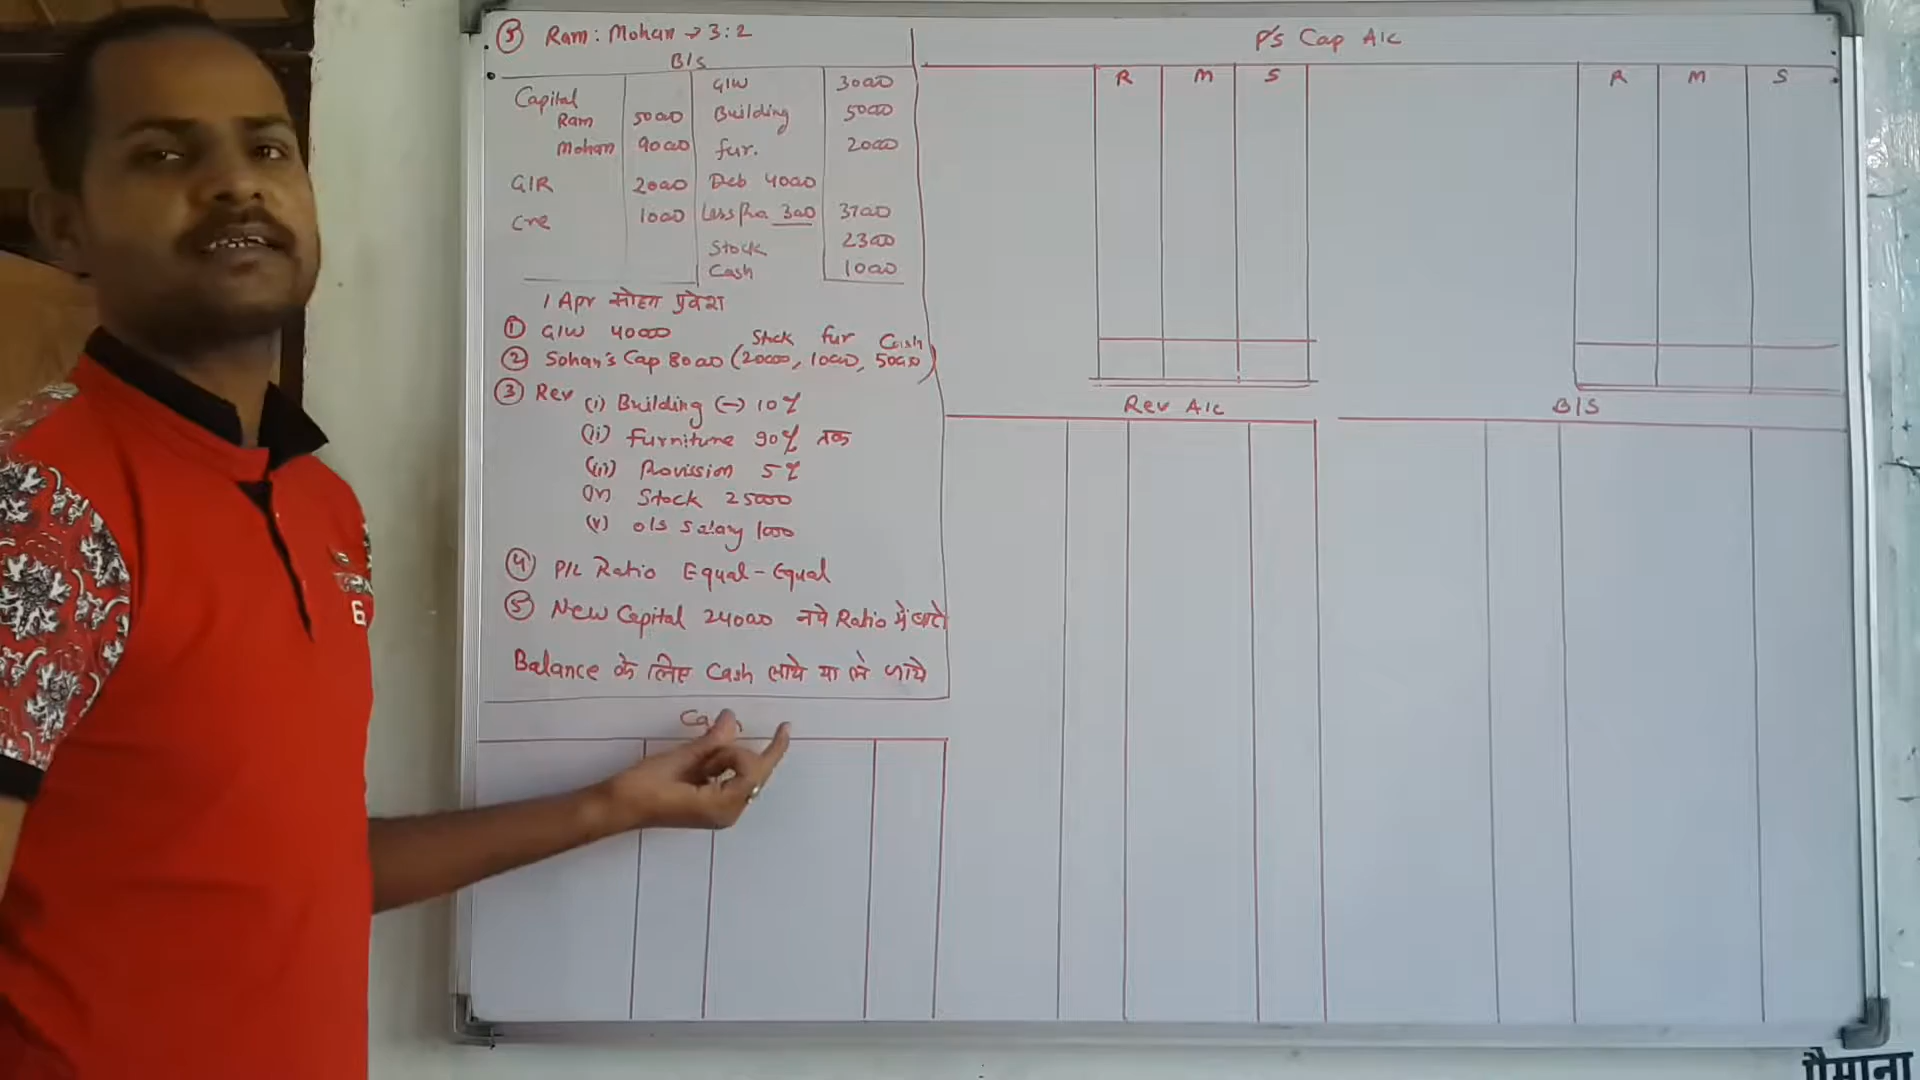 5 Ram : Mohan → 3:2
B/S
Capital G/W 30000
Ram 50000 Building 50000
Mohan 90000 fur. 20000
G/R 20000 Deb 40000
Cre 10000 Less Pro. 3000 37000
Stock 23000
Cash 10000
1 Apr सोहन प्रवेश
① G/W 40000
Stock fur Cash
② Sohan's Cap 80000 (20000, 10000, 50000)
③ Rev (i) Building (-) 10%
(ii) furniture 90% तक
(iii) Provission 5%
(iv) Stock 25000
(v) o/s salary 1000
④ P/L Ratio Equal - Equal
⑤ New Capital 240000 नये Ratio में बाटे
Balance के लिए Cash लाये या ले जाये
P's Cap A/c
R M S R M S
Rev A/c
B/S
6
पैमाना